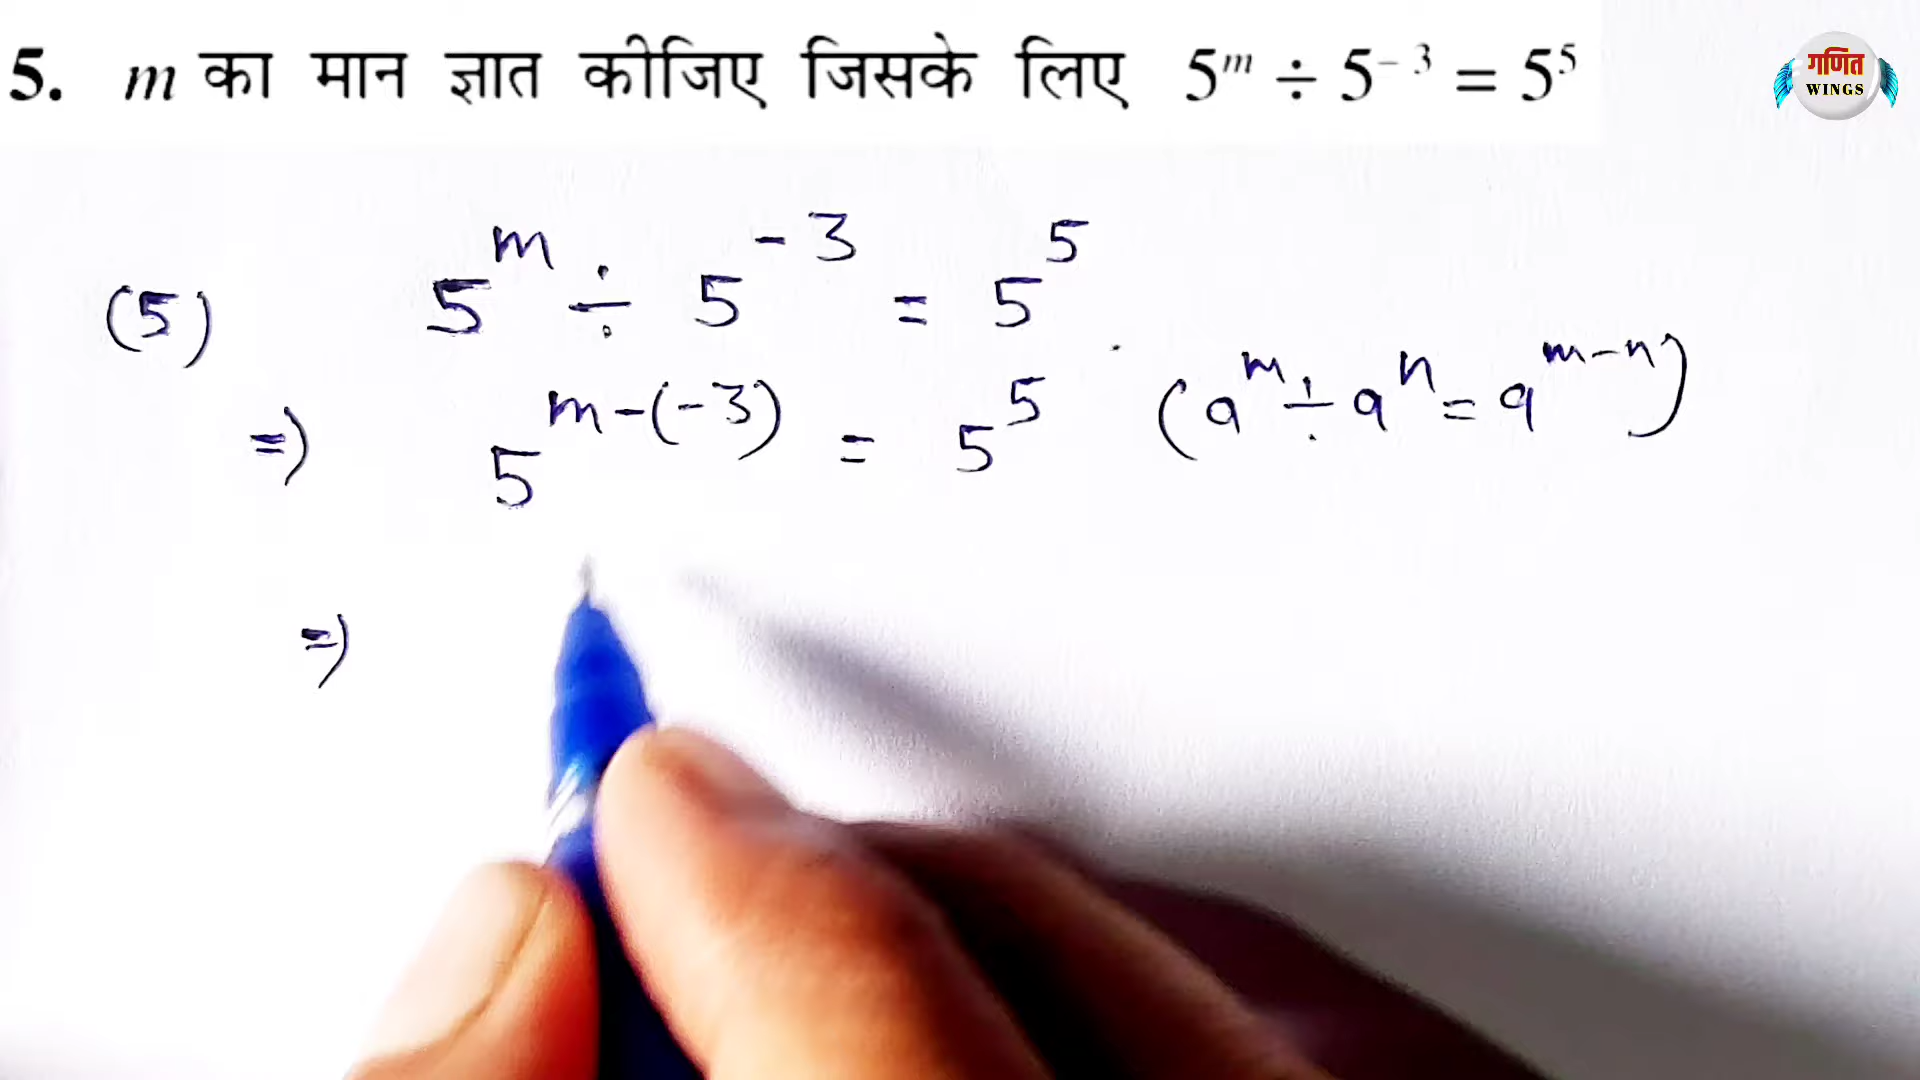 5. m का मान ज्ञात कीजिए जिसके लिए 5^m ÷ 5^-3 = 5^5
गणित
WINGS
(5) 5^m ÷ 5^-3 = 5^5
=) 5^m-(-3) = 5^5 (a^m ÷ a^n = a^m-n)
=)